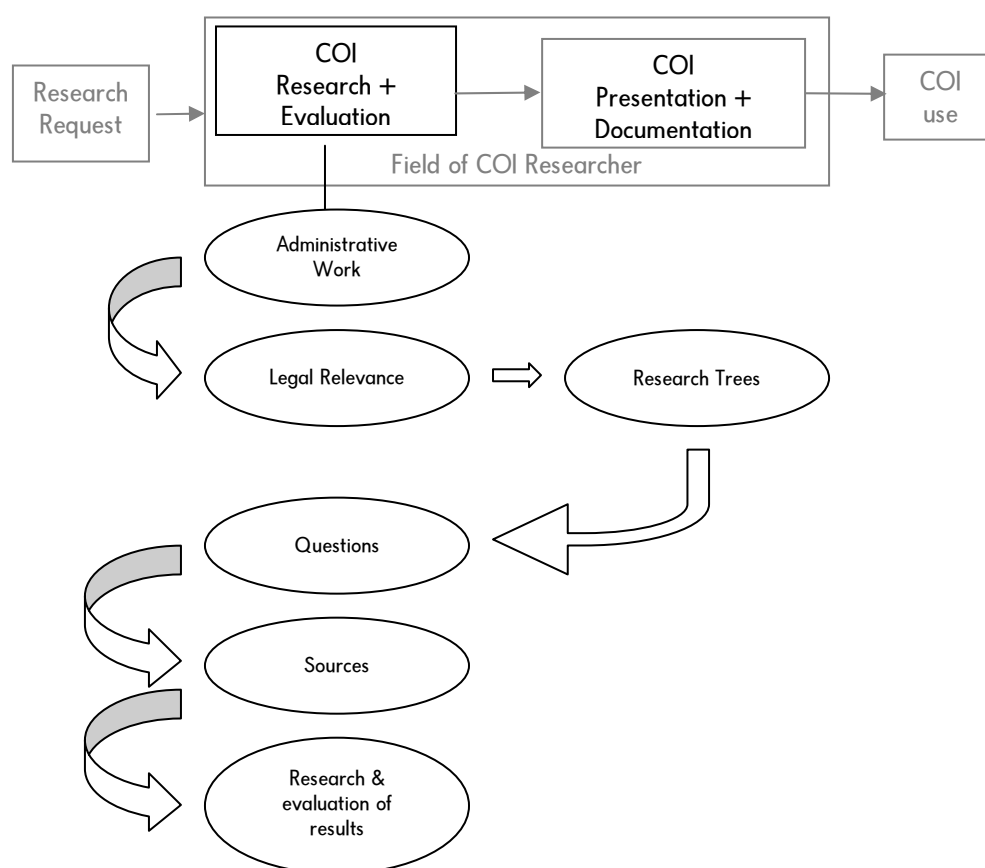 Research
Request
COI
Research +
Evaluation
COI
Presentation +
Documentation
COI
use
Field of COI Researcher
Administrative
Work
Legal Relevance
Research Trees
Questions
Sources
Research &
evaluation of
results